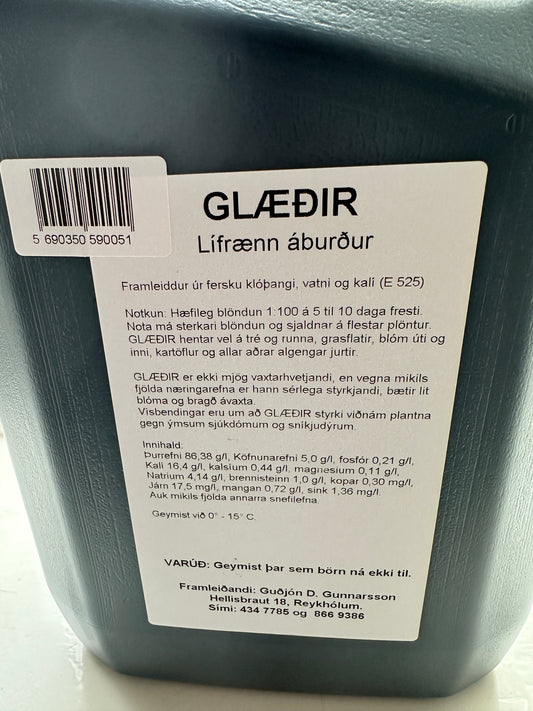 5 690350 590051
GLÆÐIR
Lífrænn áburður
Framleiddur úr fersku klóþangi, vatni og kalí (E 525)
Notkun: Hæfileg blöndun 1:100 á 5 til 10 daga fresti.
Nota má sterkari blöndun og sjaldnar á flestar plöntur.
GLÆÐIR hentar vel á tré og runna, grasflatir, blóm úti og
inni, kartöflur og allar aðrar algengar jurtir.
GLÆÐIR er ekki mjög vaxtarhvetjandi, en vegna mikils
fjölda næringarefna er hann sérlega styrkjandi, bætir lit
blóma og bragð ávaxta.
Visbendingar eru um að GLÆÐIR styrki viðnám plantna
gegn ýmsum sjúkdómum og sníkjudýrum.
Innihald:
Þurrefni 86,38 g/l, Köfnunarefni 5,0 g/l, fosfór 0,21 g/l,
Kalí 16,4 g/l, kalsíum 0,44 g/l, magnesíum 0,11 g/l,
Natríum 4,14 g/l, brennisteinn 1,0 g/l, kopar 0,30 mg/l,
Járn 17,5 mg/l, mangan 0,72 g/l, sink 1,36 mg/l.
Auk mikils fjölda annarra snefilefna.
Geymist við 0° - 15° C.
VARÚÐ: Geymist þar sem börn ná ekki til.
Framleiðandi: Guðjón D. Gunnarsson
Hellisbraut 18, Reykhólum.
Sími: 434 7785 og 866 9386